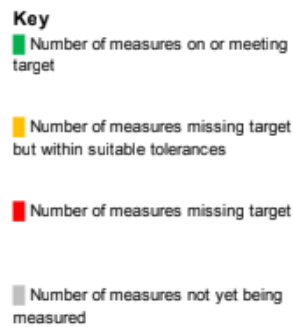 Key
Number of measures on or meeting
target
Number of measures missing target
but within suitable tolerances
Number of measures missing target
Number of measures not yet being
measured